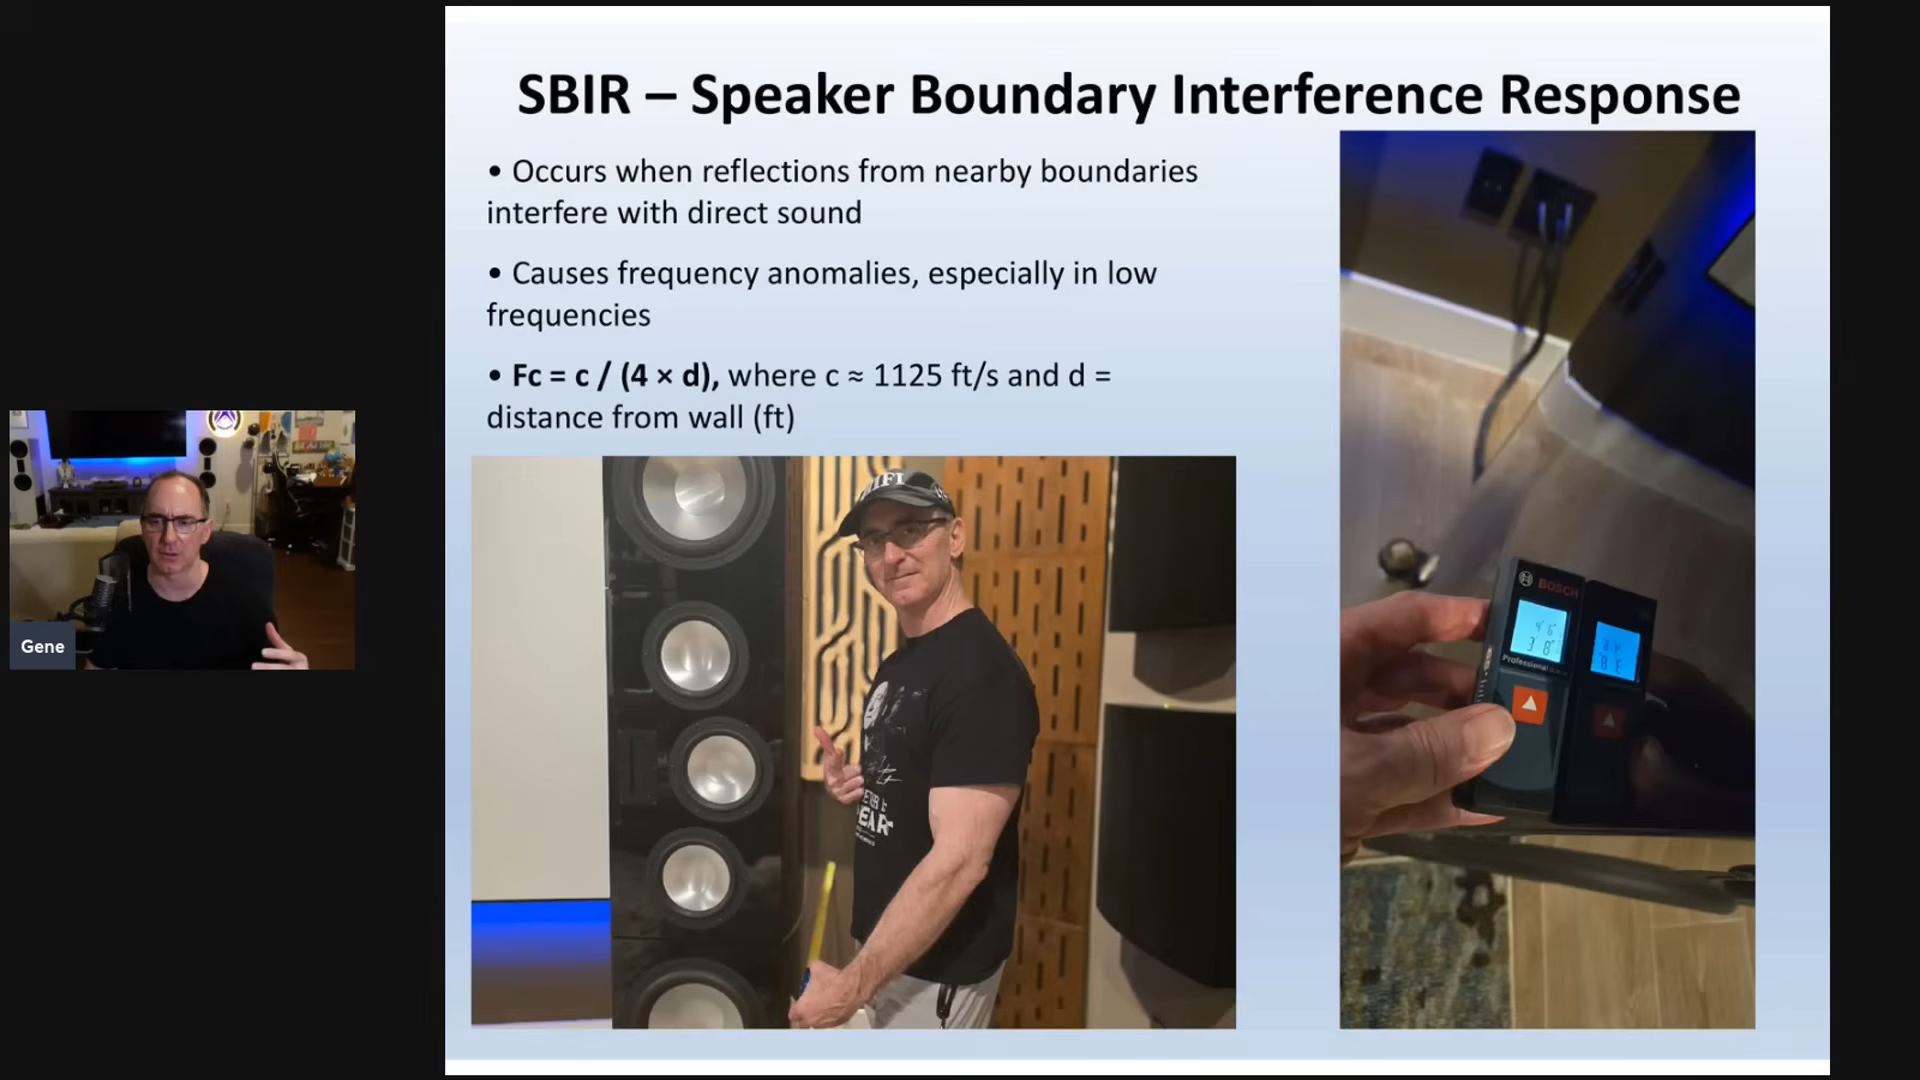 SBIR – Speaker Boundary Interference Response
• Occurs when reflections from nearby boundaries
interfere with direct sound
• Causes frequency anomalies, especially in low
frequencies
• Fc = c / (4 × d), where c ≈ 1125 ft/s and d =
distance from wall (ft)
Gene
BOSCH
Professional